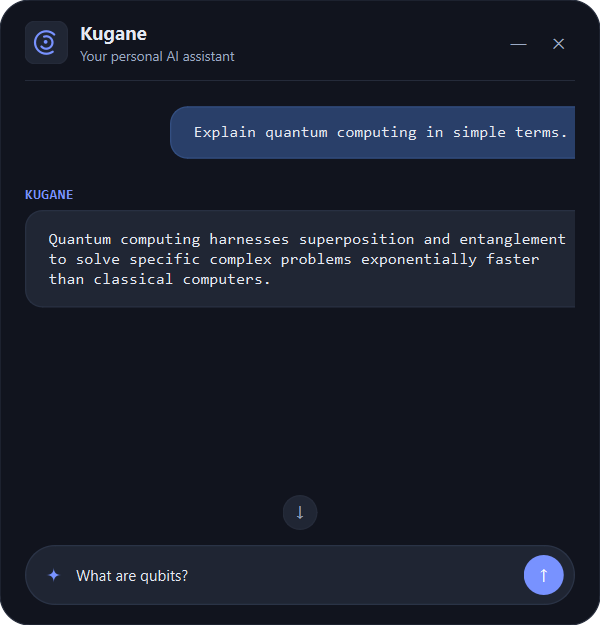 Kugane
Your personal AI assistant
Explain quantum computing in simple terms.
KUGANE
Quantum computing harnesses superposition and entanglement
to solve specific complex problems exponentially faster
than classical computers.
What are qubits?